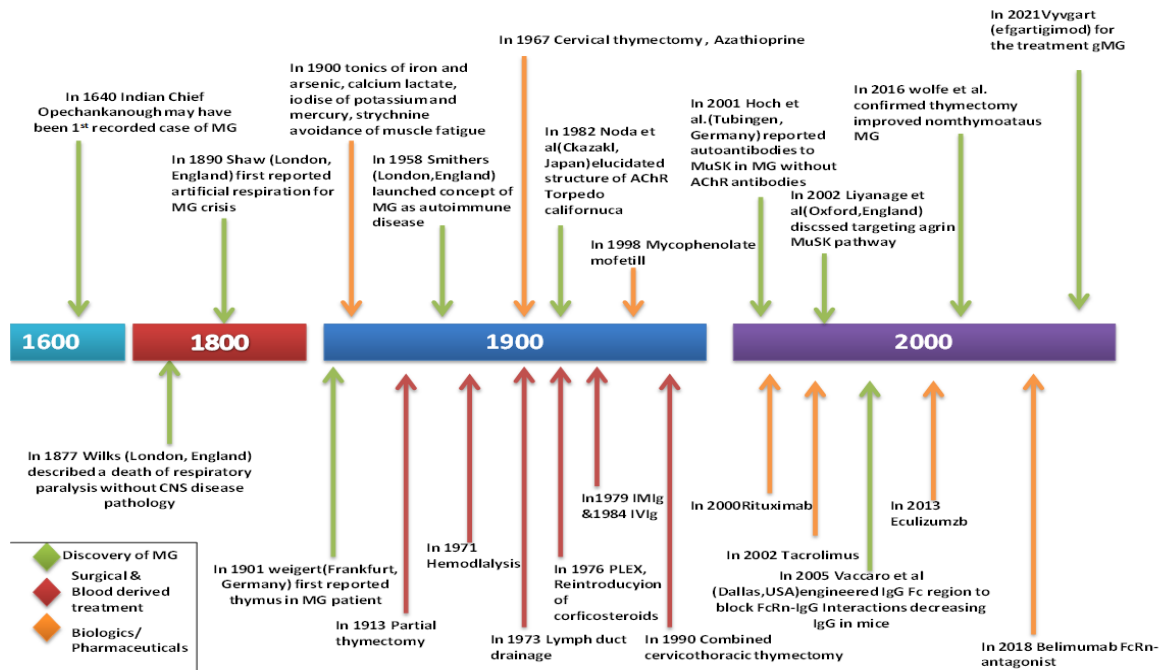 In 1640 Indian Chief
Opechankanough may have
been 1st recorded case of MG
In 1890 Shaw (London,
England) first reported
artificial respiration for
MG crisis
In 1900 tonics of iron and
arsenic, calcium lactate,
iodise of potassium and
mercury, strychnine
avoidance of muscle fatigue
In 1958 Smithers
(London,England)
launched concept of
MG as autoimmune
disease
In 1967 Cervical thymectomy , Azathioprine
In 1982 Noda et
al(Ckazakl,
Japan)elucidated
structure of AChR
Torpedo
californuca
In 1998 Mycophenolate
mofetill
In 2001 Hoch et
al.(Tubingen,
Germany) reported
autoantibodies to
MuSK in MG without
AChR antibodies
In 2002 Liyanage et
al(Oxford,England)
discssed targeting agrin
MuSK pathway
In 2016 wolfe et al.
confirmed thymectomy
improved nomthymoataus
MG
In 2021Vyvgart
(efgartigimod) for
the treatment gMG
1600
1800
1900
2000
In 1877 Wilks (London, England)
described a death of respiratory
paralysis without CNS disease
pathology
In 1901 weigert(Frankfurt,
Germany) first reported
thymus in MG patient
In 1913 Partial
thymectomy
In 1971
Hemodlalysis
In 1973 Lymph duct
drainage
In 1976 PLEX,
Reintroducyion
of
corticosteroids
In1979 IMIg
&1984 IVIg
In 1990 Combined
cervicothoracic thymectomy
In 2000Rituximab
In 2002 Tacrolimus
In 2005 Vaccaro et al
(Dallas,USA)engineered IgG Fc region to
block FcRn-IgG Interactions decreasing
IgG in mice
In 2013
Eculizumzb
In 2018 Belimumab FcRn-
antagonist
Discovery of MG
Surgical &
Blood derived
treatment
Biologics/
Pharmaceuticals